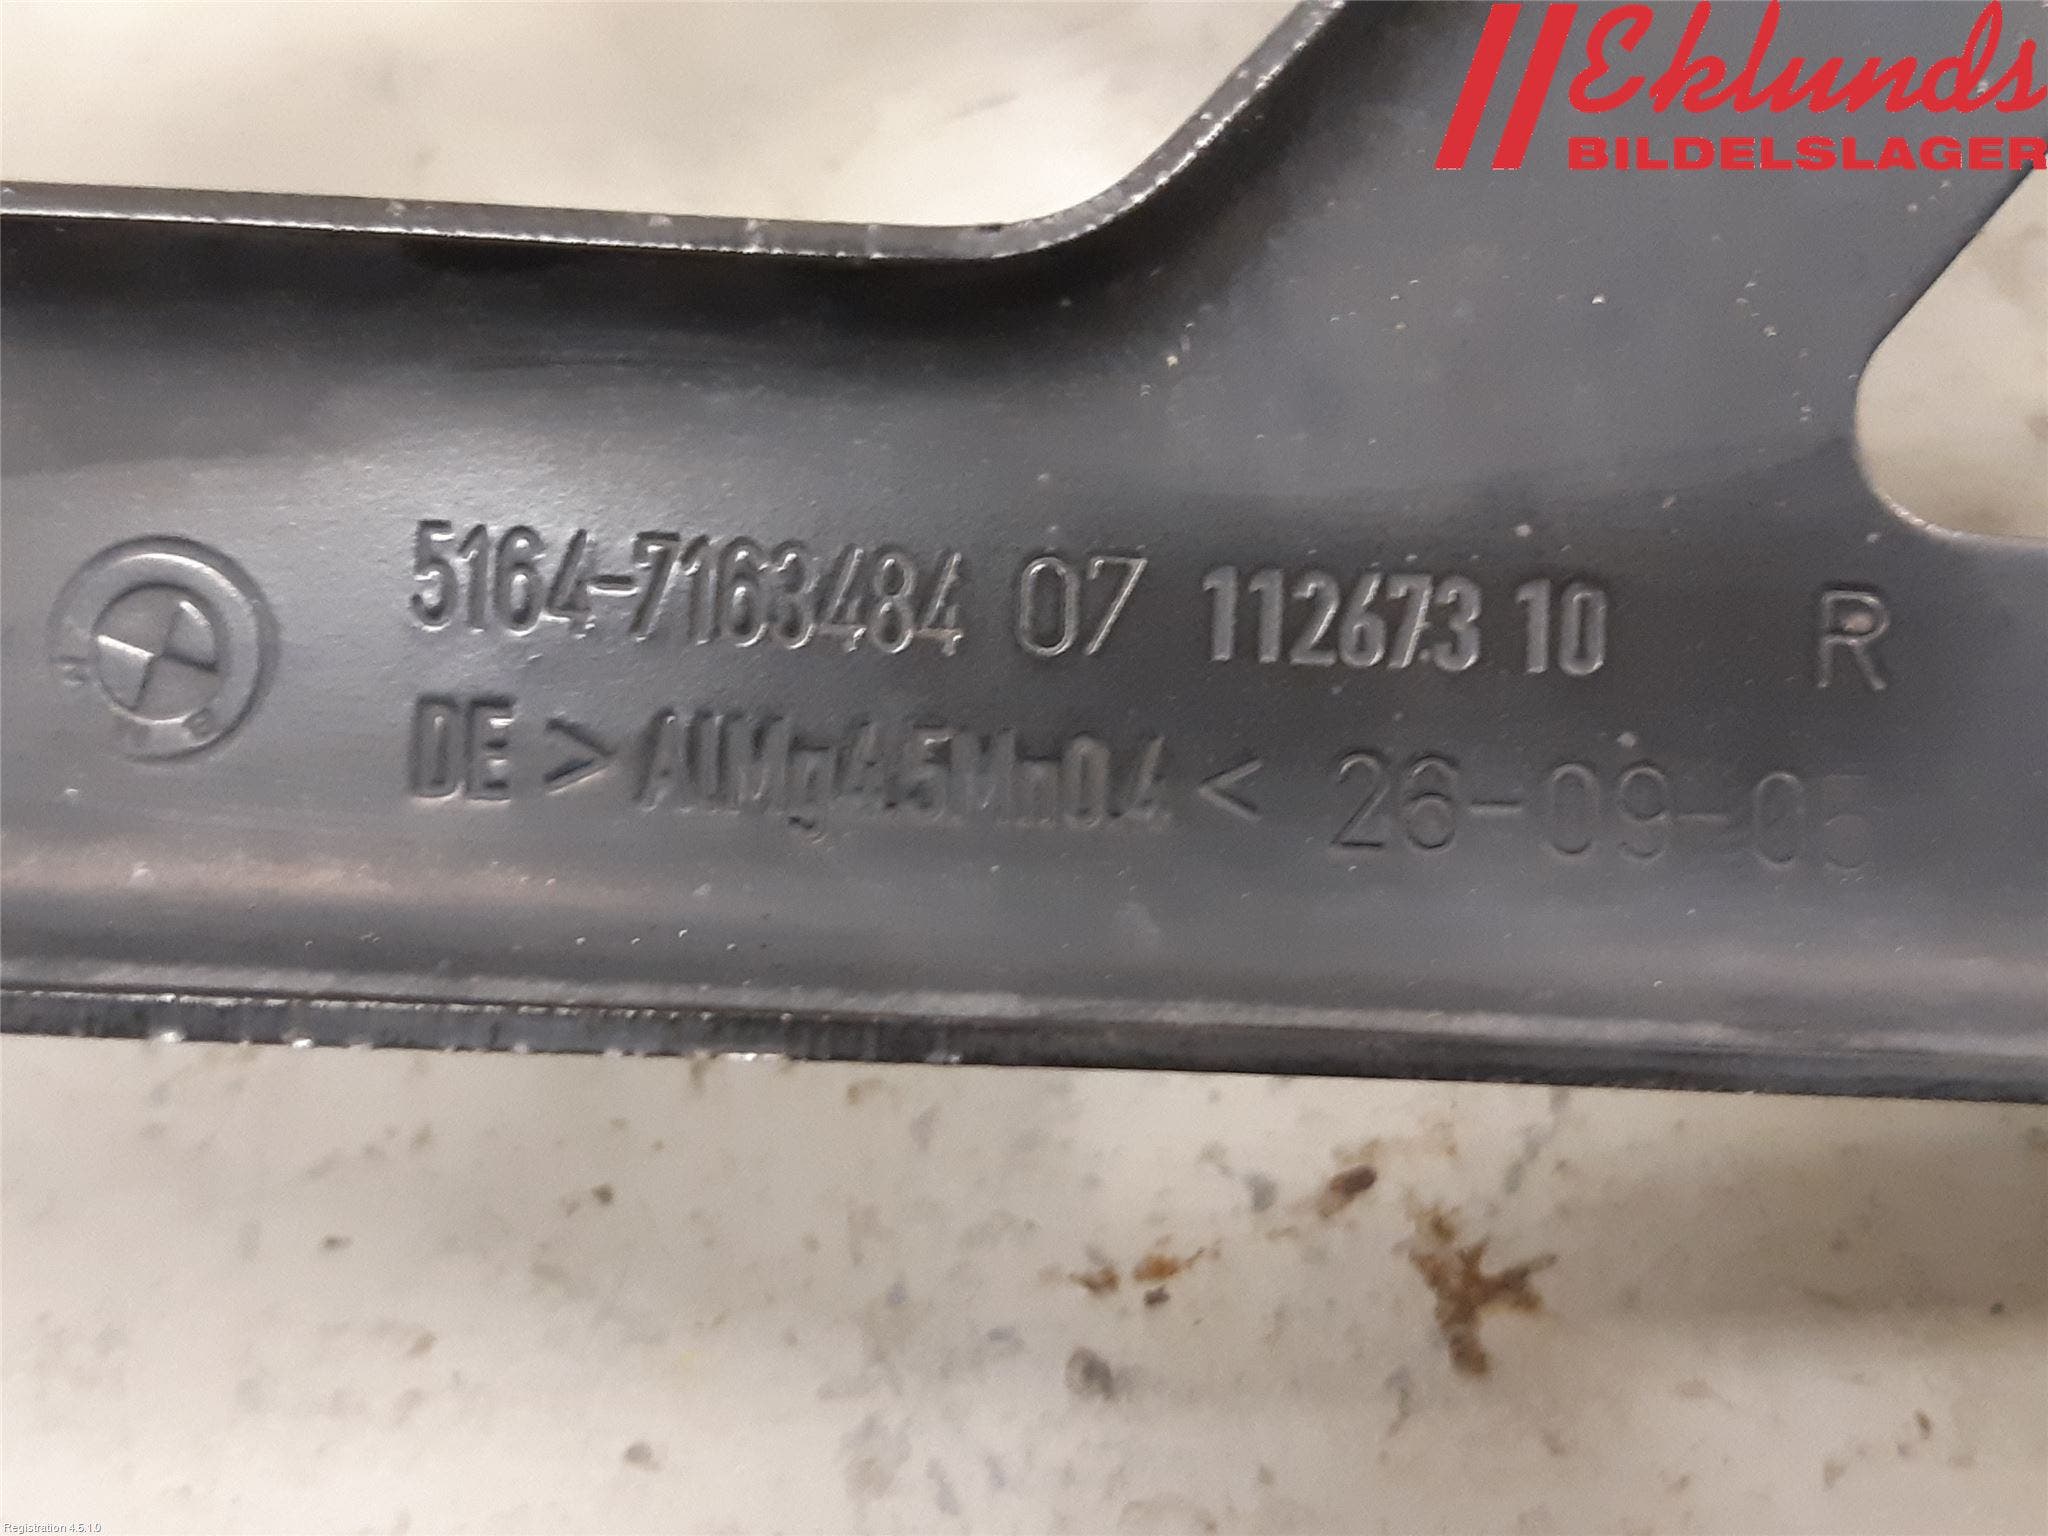 Eklunds
BILDELSLAGER
5164-7163484 07 112673 10 R
DE >AlMg4.5Mn0.4< 26-09-05
Registration 4.5.1.0